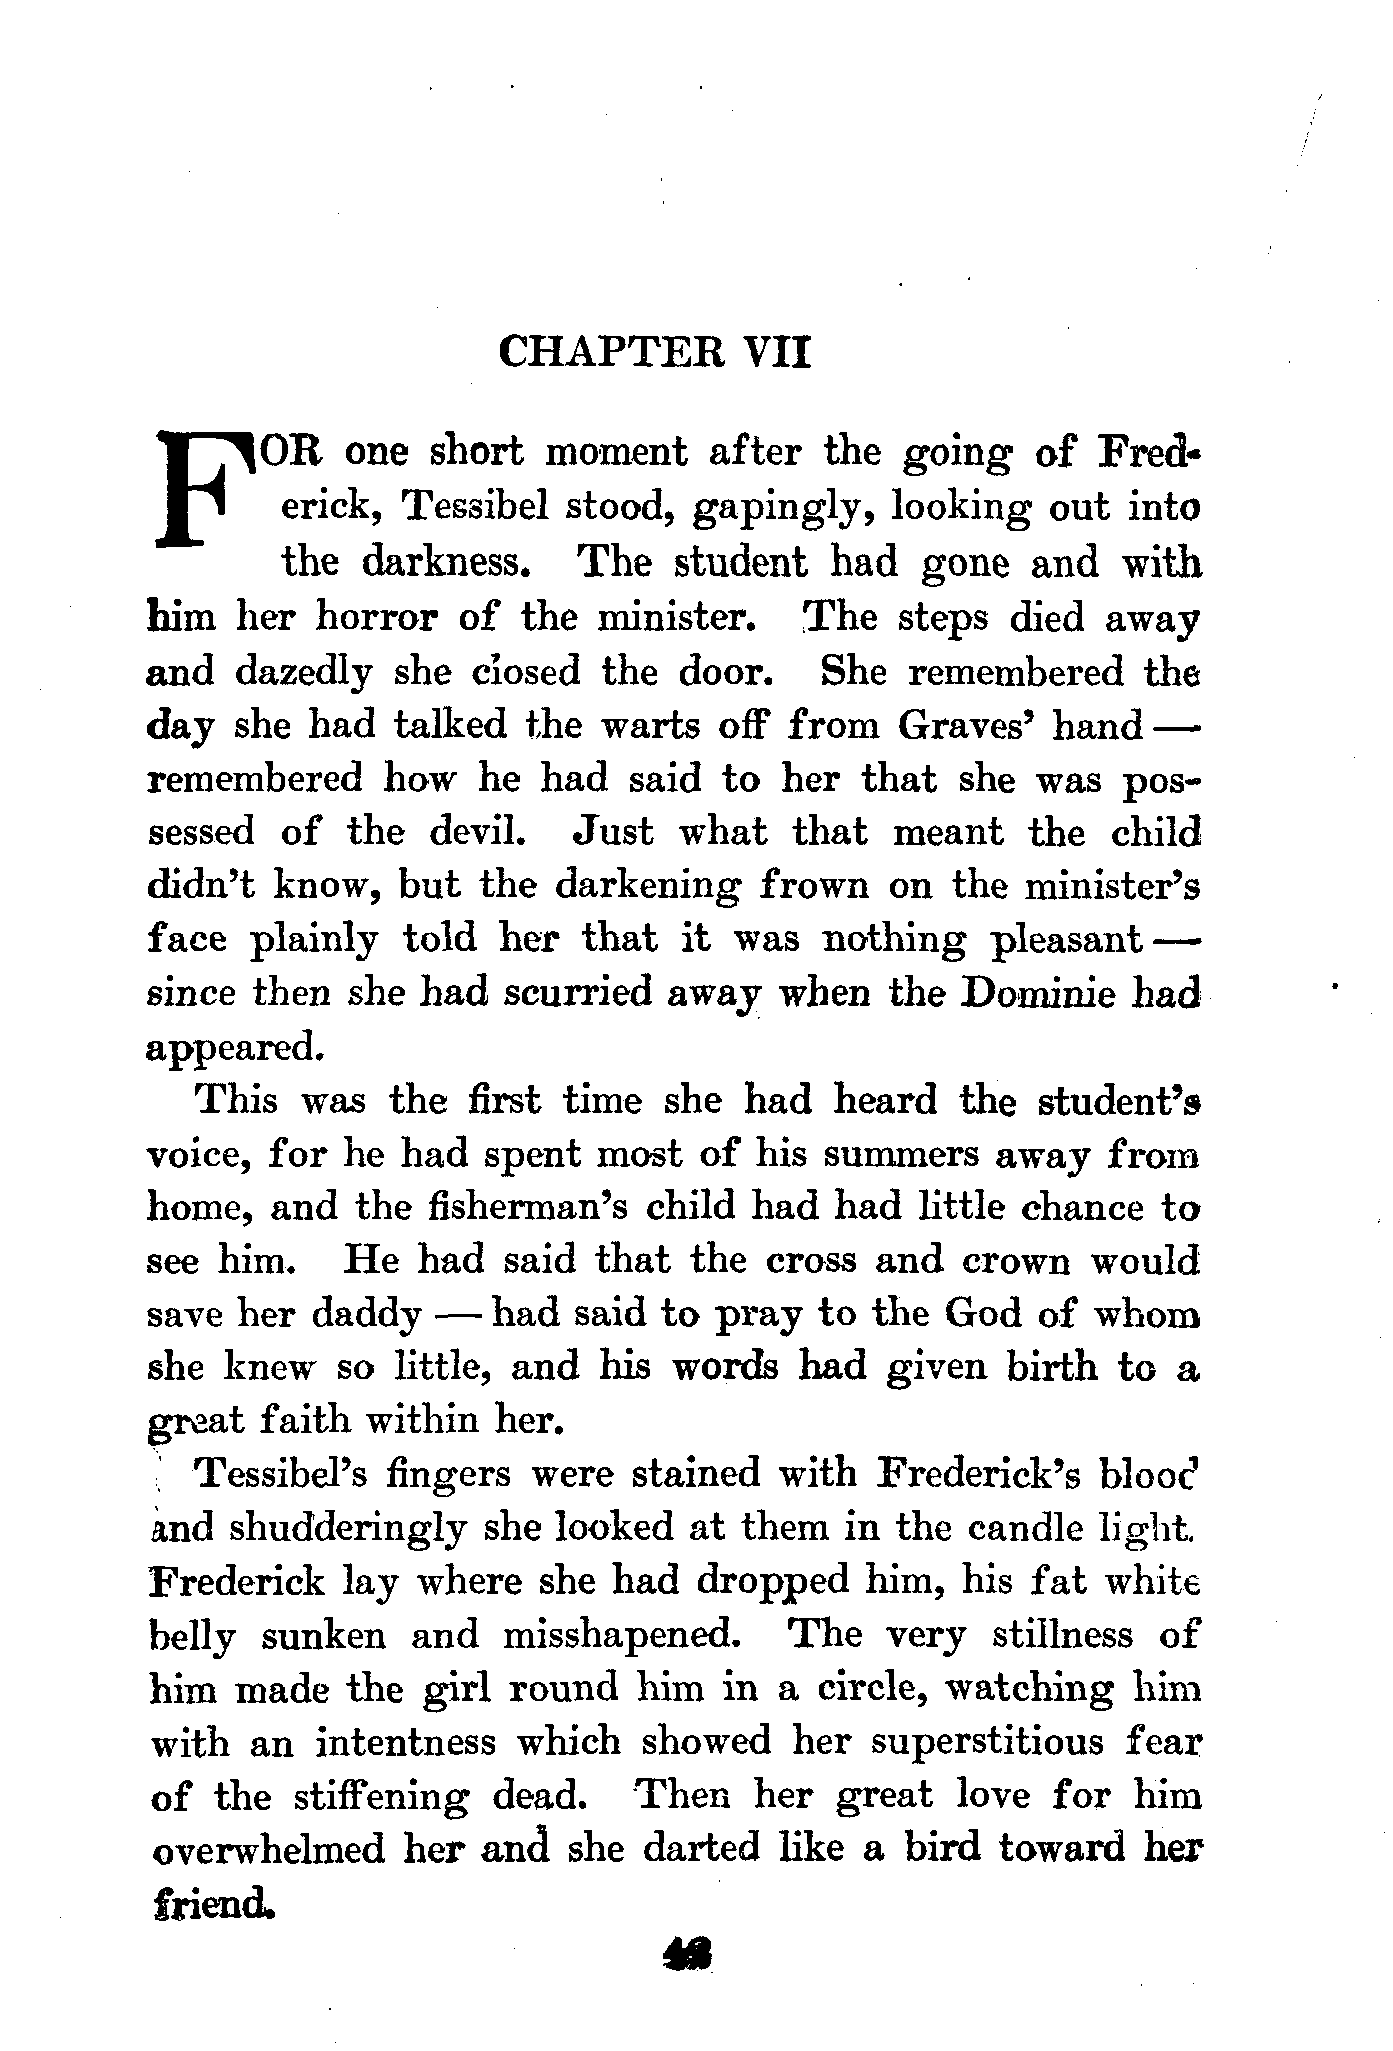 CHAPTER VII
FOR one short moment after the going of Fred-
erick, Tessibel stood, gapingly, looking out into
the darkness. The student had gone and with
him her horror of the minister. The steps died away
and dazedly she closed the door. She remembered the
day she had talked the warts off from Graves' hand —
remembered how he had said to her that she was pos-
sessed of the devil. Just what that meant the child
didn't know, but the darkening frown on the minister's
face plainly told her that it was nothing pleasant —
since then she had scurried away when the Dominie had
appeared.
This was the first time she had heard the student's
voice, for he had spent most of his summers away from
home, and the fisherman's child had had little chance to
see him. He had said that the cross and crown would
save her daddy — had said to pray to the God of whom
she knew so little, and his words had given birth to a
great faith within her.
Tessibel's fingers were stained with Frederick's blood
and shudderingly she looked at them in the candle light.
Frederick lay where she had dropped him, his fat white
belly sunken and misshapened. The very stillness of
him made the girl round him in a circle, watching him
with an intentness which showed her superstitious fear
of the stiffening dead. Then her great love for him
overwhelmed her and she darted like a bird toward her
friend.